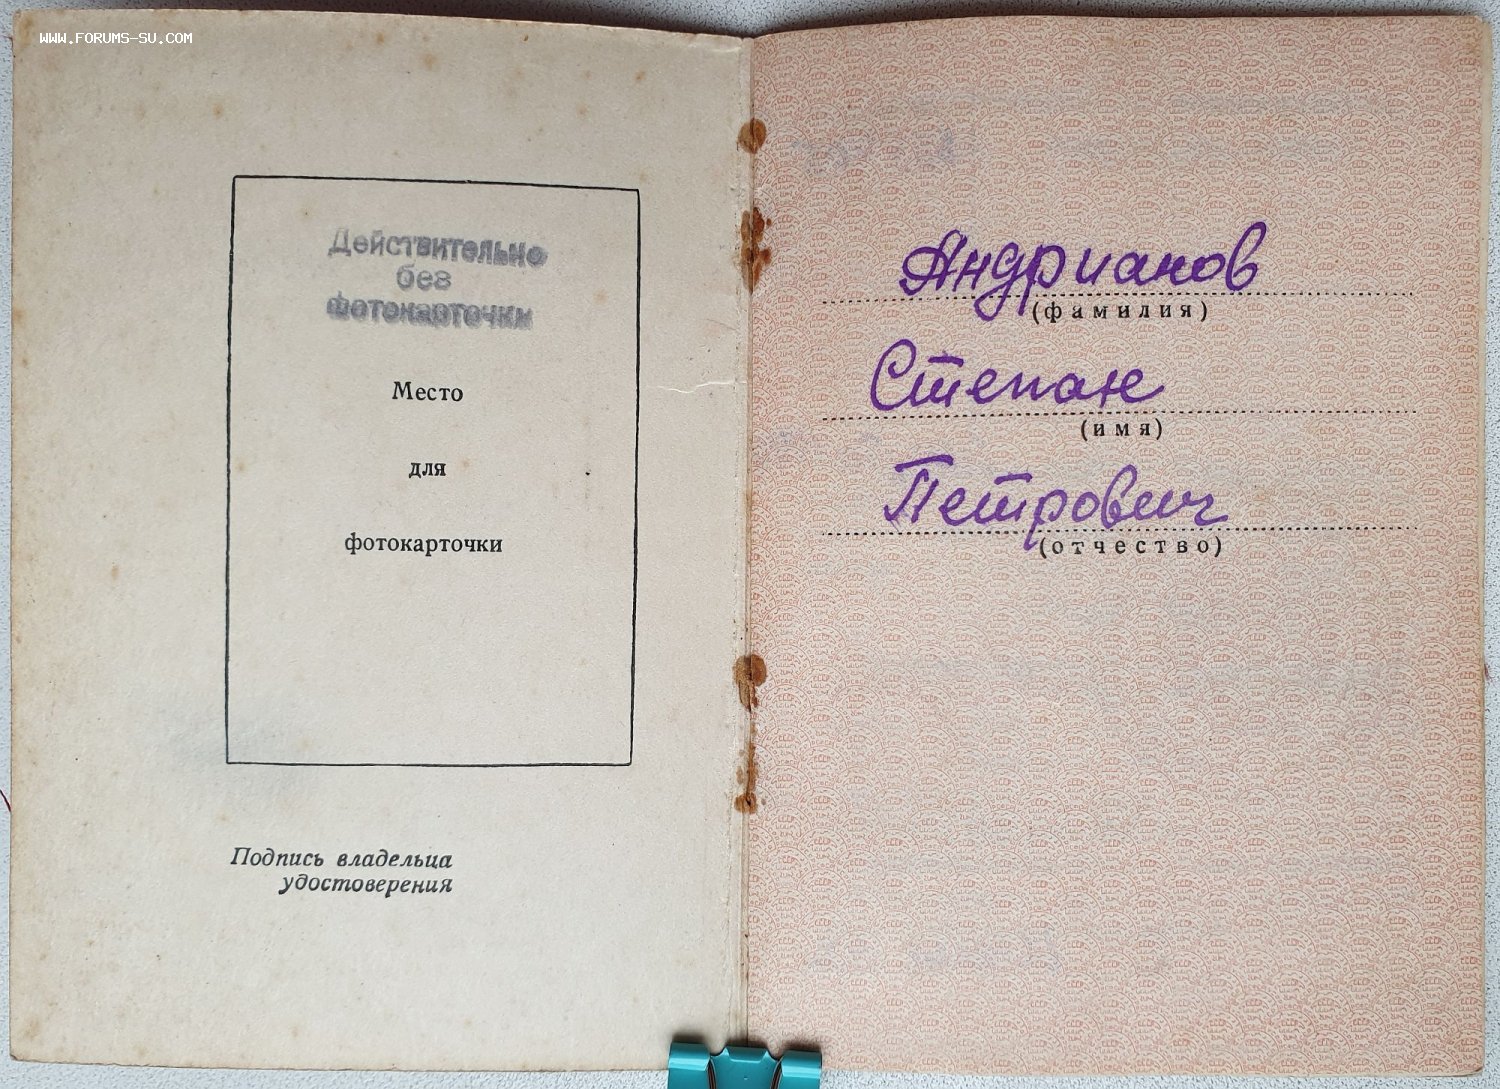 www.FORUMS-SU.COM
Действительно
без
фотокарточки
Место
для
фотокарточки
Подпись владельца
удостоверения
Андрианов
(фамилия)
Степан
(имя)
Петрович
(отчество)